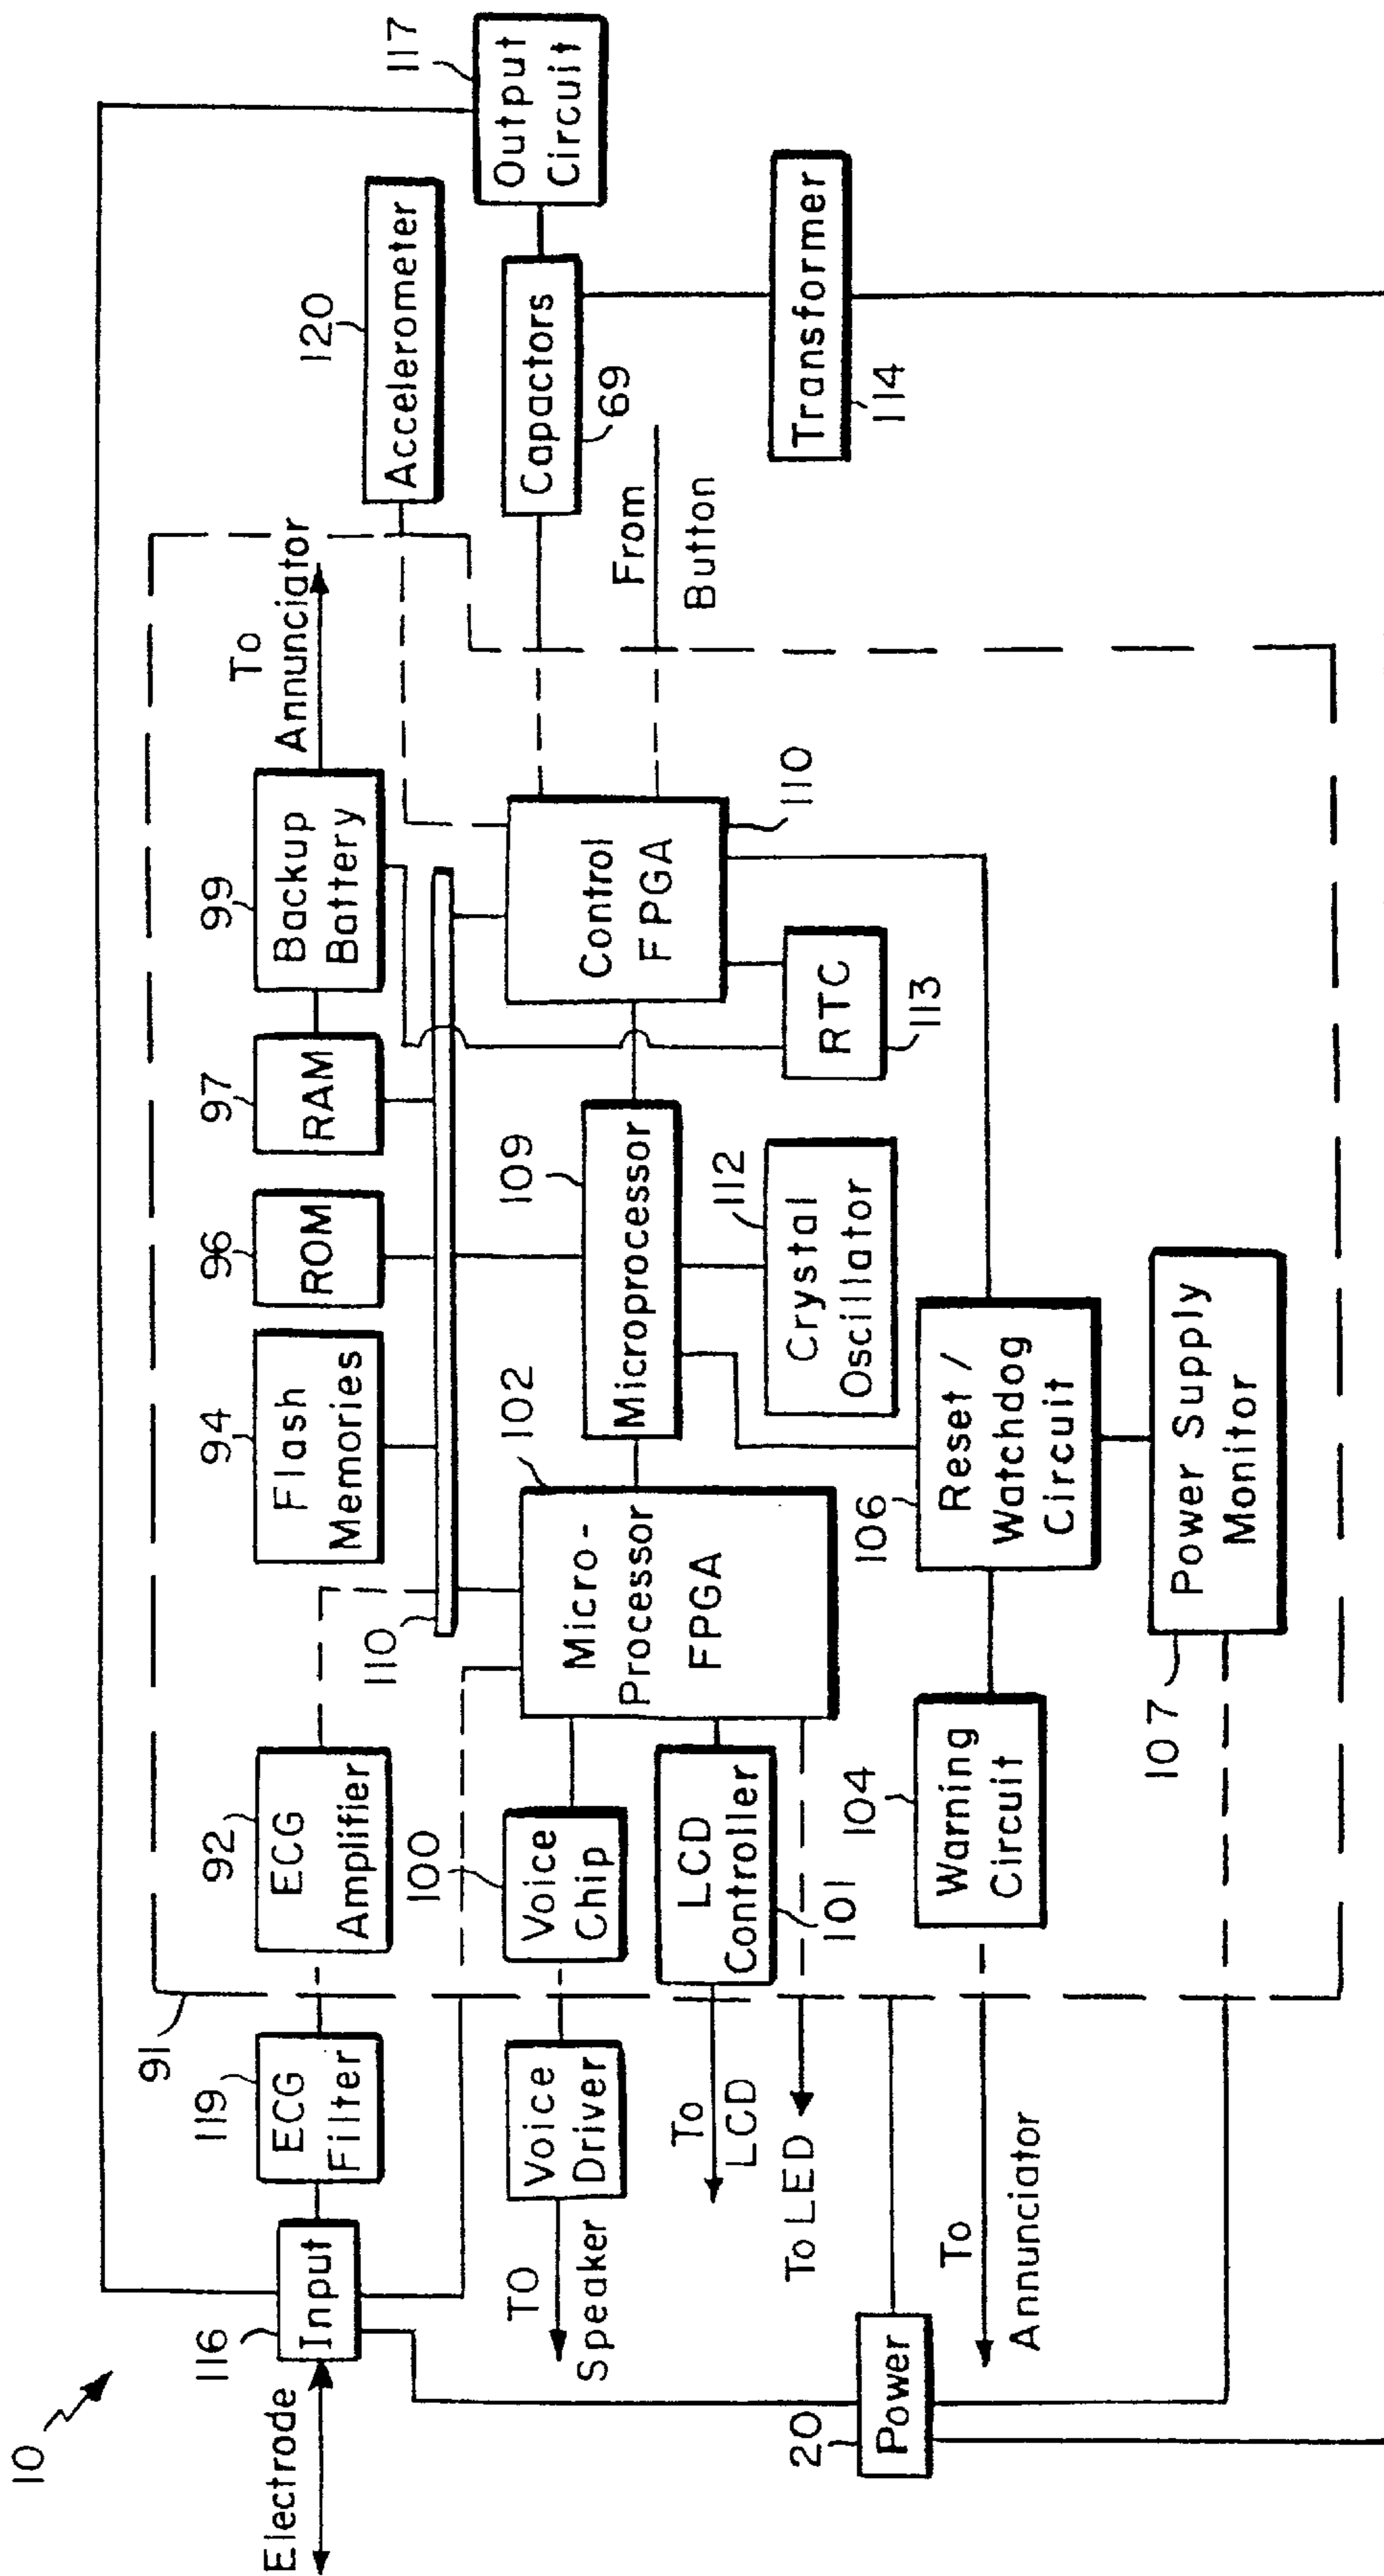 10
Electrode
116
Input
119
ECG
Filter
91
92
ECG
Amplifier
94
Flash
Memories
96
ROM
97
RAM
99
Backup
Battery
To
Annunciator
120
Accelerometer
117
Output
Circuit
TO
Speaker
Voice
Driver
100
Voice
Chip
110
102
Micro-
Processor
FPGA
109
Microprocessor
Control
FPGA
110
From
Button
Capactors
69
To
LCD
LCD
Controller
101
To LED
112
Crystal
Oscillator
RTC
113
Transformer
114
20
Power
To
Annunciator
104
Warning
Circuit
106
Reset /
Watchdog
Circuit
107
Power Supply
Monitor